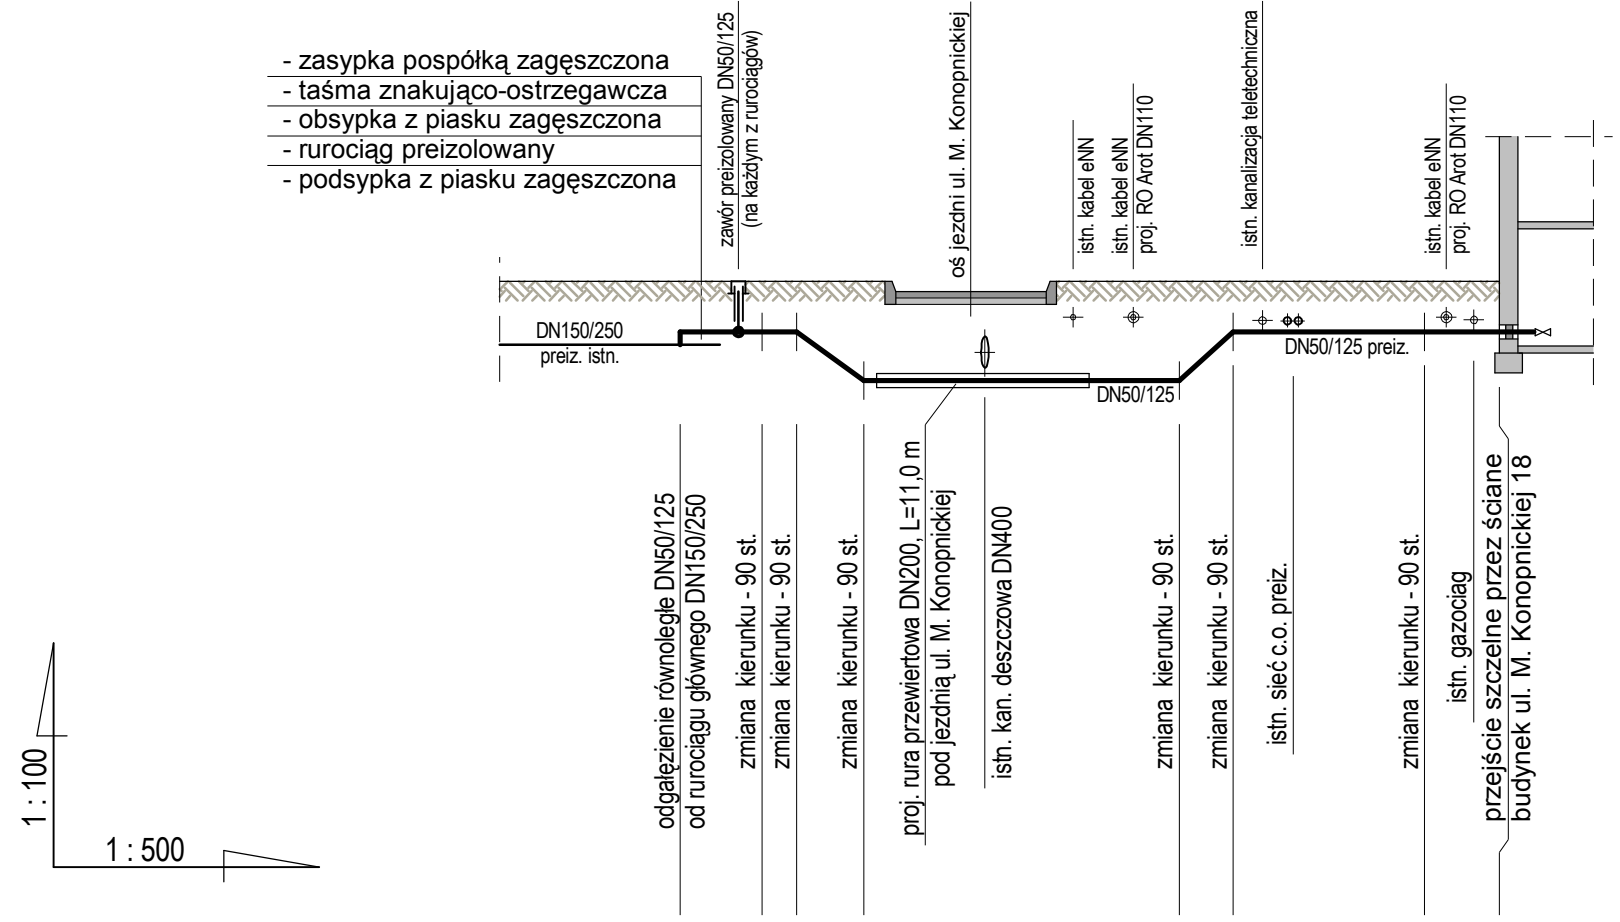 - zasypka pospółką zagęszczona
- taśma znakująco-ostrzegawcza
- obsypka z piasku zagęszczona
- rurociąg preizolowany
- podsypka z piasku zagęszczona
zawór preizolowany DN50/125
(na każdym z rurociągów)
oś jezdni ul. M. Konopnickiej
istn. kabel eNN
istn. kabel eNN
proj. RO Arot DN110
istn. kanalizacja teletechniczna
istn. kabel eNN
proj. RO Arot DN110
DN150/250
preiz. istn.
DN50/125
DN50/125 preiz.
odgałęzienie równoległe DN50/125
od rurociągu głównego DN150/250
zmiana kierunku - 90 st.
zmiana kierunku - 90 st.
zmiana kierunku - 90 st.
proj. rura przewiertowa DN200, L=11,0 m
pod jezdnią ul. M. Konopnickiej
istn. kan. deszczowa DN400
zmiana kierunku - 90 st.
zmiana kierunku - 90 st.
istn. sieć c.o. preiz.
zmiana kierunku - 90 st.
istn. gazociąg
przejście szczelne przez ściane
budynek ul. M. Konopnickiej 18
1 : 100
1 : 500